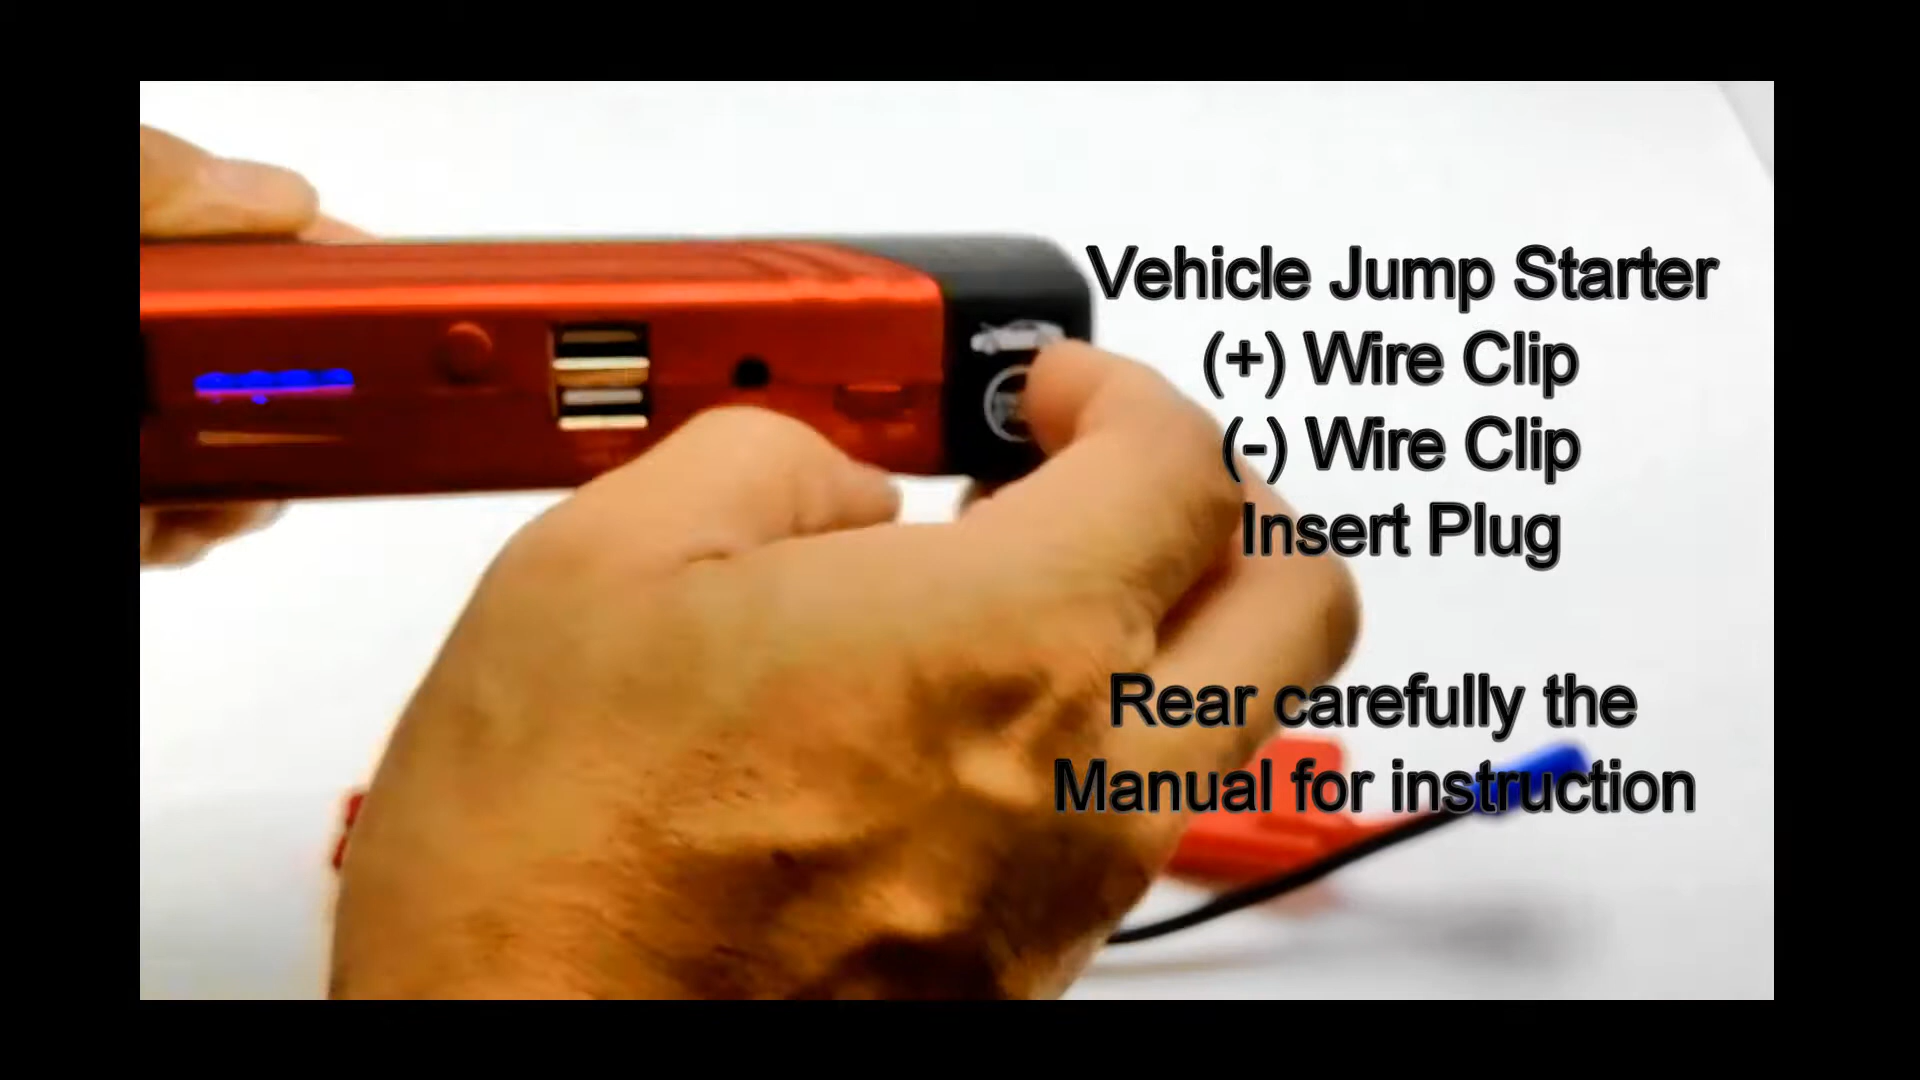 Vehicle Jump Starter
(+) Wire Clip
(-) Wire Clip
Insert Plug
Rear carefully the
Manual for instruction